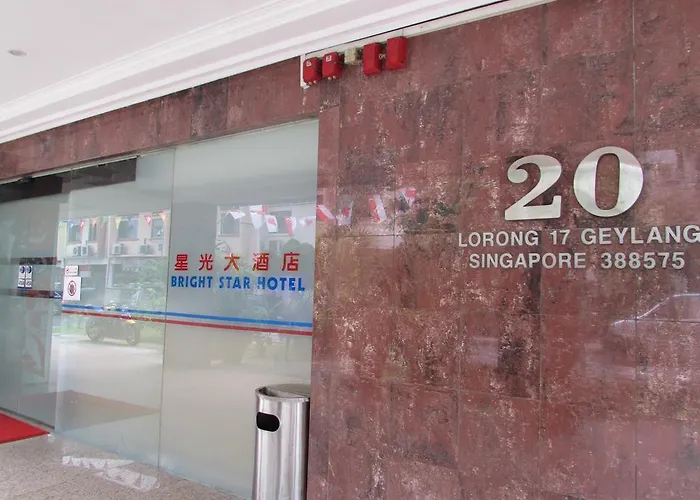 星光大酒店
BRIGHT STAR HOTEL
20
LORONG 17 GEYLANG
SINGAPORE 388575